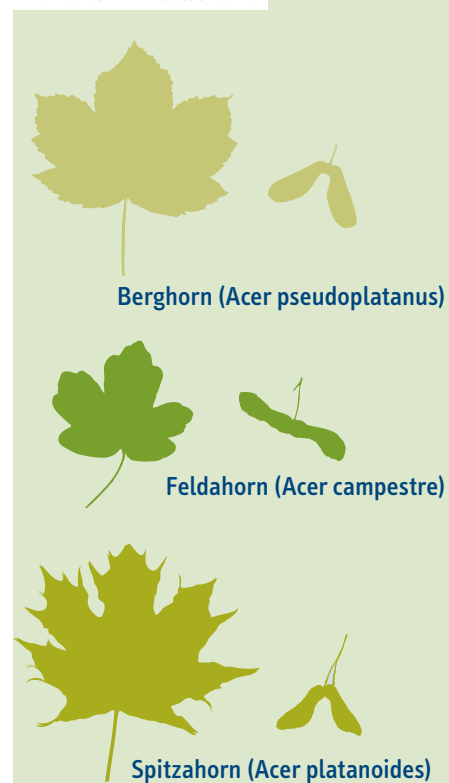 Berghorn (Acer pseudoplatanus)
Feldahorn (Acer campestre)
Spitzahorn (Acer platanoides)